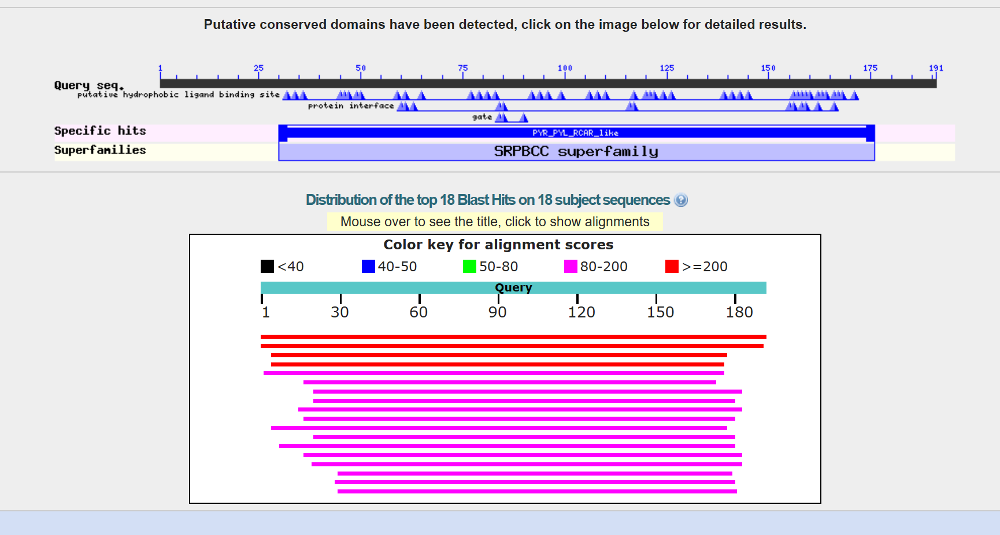 Putative conserved domains have been detected, click on the image below for detailed results.
1 25 50 75 100 125 150 175 191
Query seq.
putative hydrophobic ligand binding site
protein interface
gate
Specific hits PYR_PYL_RCAR_like
Superfamilies SRPBCC superfamily
Distribution of the top 18 Blast Hits on 18 subject sequences ?
Mouse over to see the title, click to show alignments
Color key for alignment scores
<40 40-50 50-80 80-200 >=200
Query
1 30 60 90 120 150 180